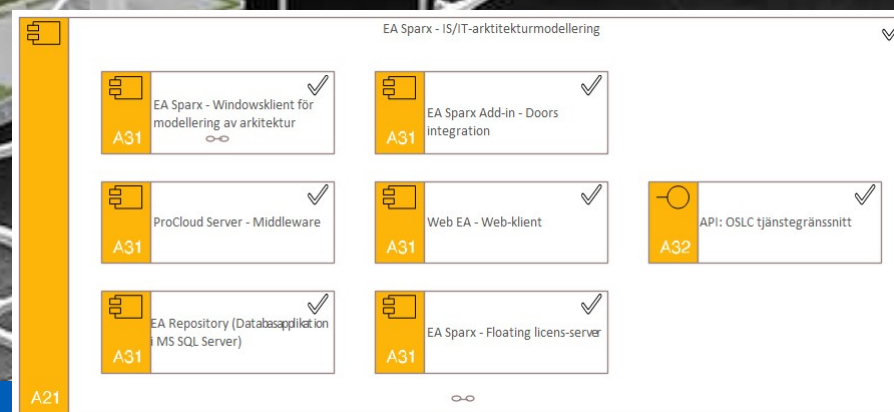 EA Sparx - IS/IT-arktitekturmodellering
EA Sparx - Windowsklient för
modellering av arkitektur
A31
EA Sparx Add-in - Doors
integration
A31
ProCloud Server - Middleware
A31
Web EA - Web-klient
A31
API: OSLC tjänstegränssnitt
A32
EA Repository (Databasapplikation
i MS SQL Server)
A31
EA Sparx - Floating licens-server
A31
A21